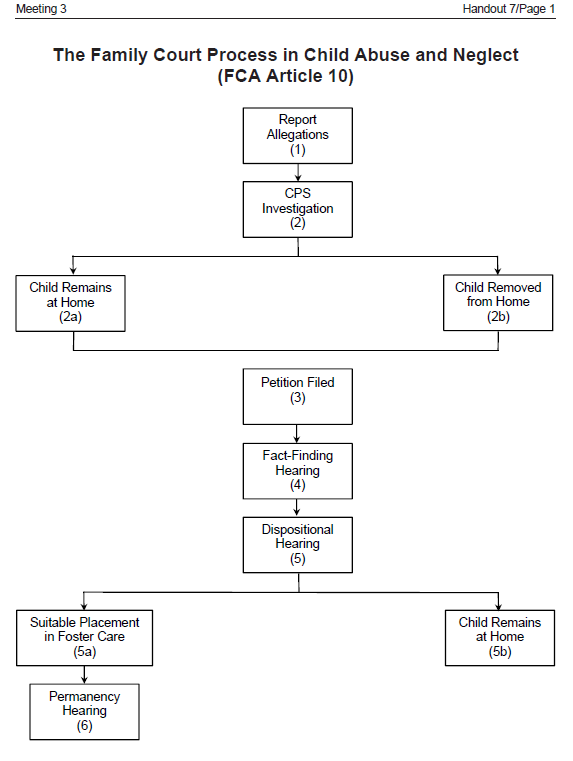 Meeting 3
Handout 7/Page 1
The Family Court Process in Child Abuse and Neglect
(FCA Article 10)
Report
Allegations
(1)
CPS
Investigation
(2)
Child Remains
at Home
(2a)
Child Removed
from Home
(2b)
Petition Filed
(3)
Fact-Finding
Hearing
(4)
Dispositional
Hearing
(5)
Suitable Placement
in Foster Care
(5a)
Child Remains
at Home
(5b)
Permanency
Hearing
(6)